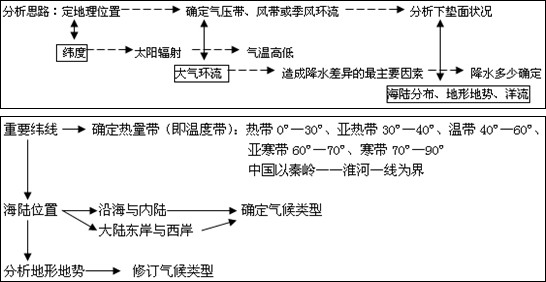 分析思路：定地理位置 确定气压带、风带或季风环流 分析下垫面状况
纬度 太阳辐射 气温高低
大气环流 造成降水差异的最主要因素 降水多少确定
海陆分布、地形地势、洋流
重要纬线 确定热量带（即温度带）：热带 0°—30°、亚热带 30°—40°、温带 40°—60°、
亚寒带 60°—70°、寒带 70°—90°
中国以秦岭——淮河一线为界
海陆位置 沿海与内陆 确定气候类型
大陆东岸与西岸
分析地形地势 修订气候类型